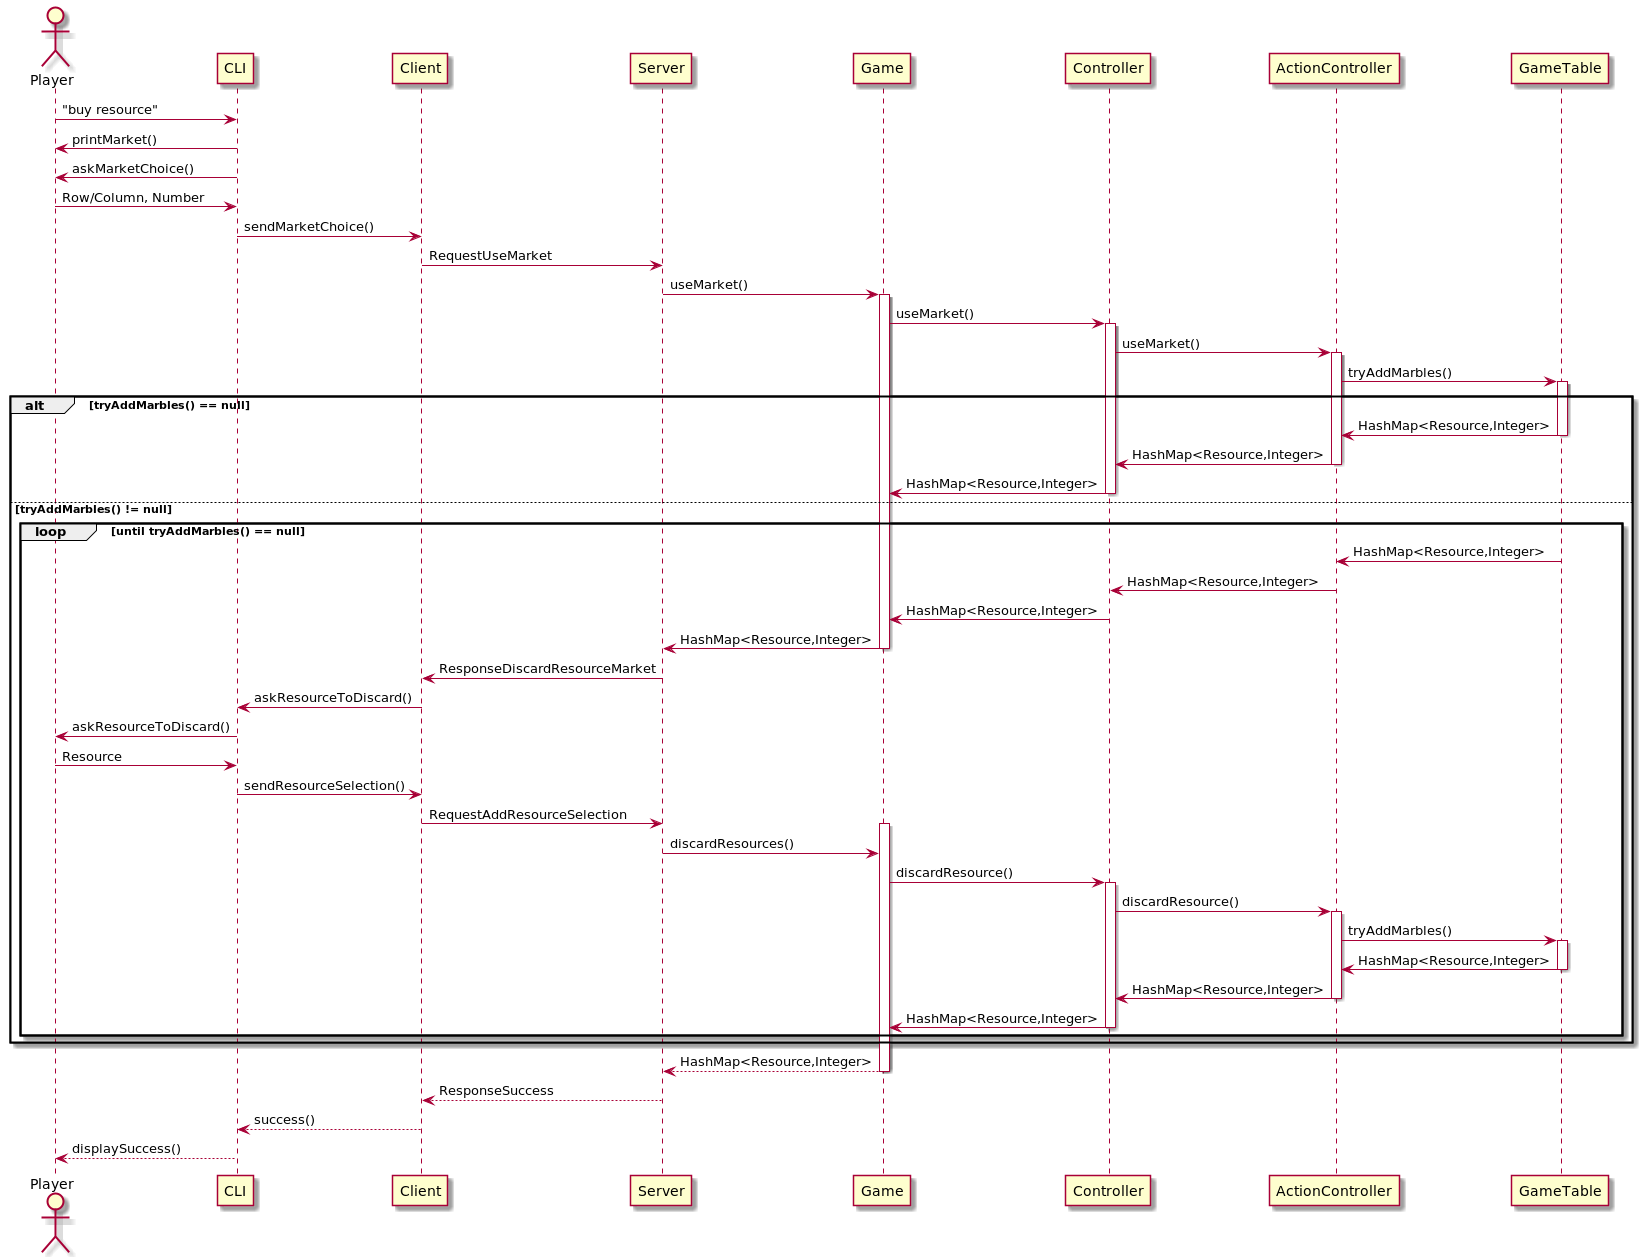 Player
CLI
Client
Server
Game
Controller
ActionController
GameTable
"buy resource"
printMarket()
askMarketChoice()
Row/Column, Number
sendMarketChoice()
RequestUseMarket
useMarket()
useMarket()
useMarket()
tryAddMarbles()
alt [tryAddMarbles() == null]
HashMap<Resource,Integer>
HashMap<Resource,Integer>
HashMap<Resource,Integer>
[tryAddMarbles() != null]
loop [until tryAddMarbles() == null]
HashMap<Resource,Integer>
HashMap<Resource,Integer>
HashMap<Resource,Integer>
HashMap<Resource,Integer>
ResponseDiscardResourceMarket
askResourceToDiscard()
askResourceToDiscard()
Resource
sendResourceSelection()
RequestAddResourceSelection
discardResources()
discardResource()
discardResource()
tryAddMarbles()
HashMap<Resource,Integer>
HashMap<Resource,Integer>
HashMap<Resource,Integer>
HashMap<Resource,Integer>
ResponseSuccess
success()
displaySuccess()
Player
CLI
Client
Server
Game
Controller
ActionController
GameTable